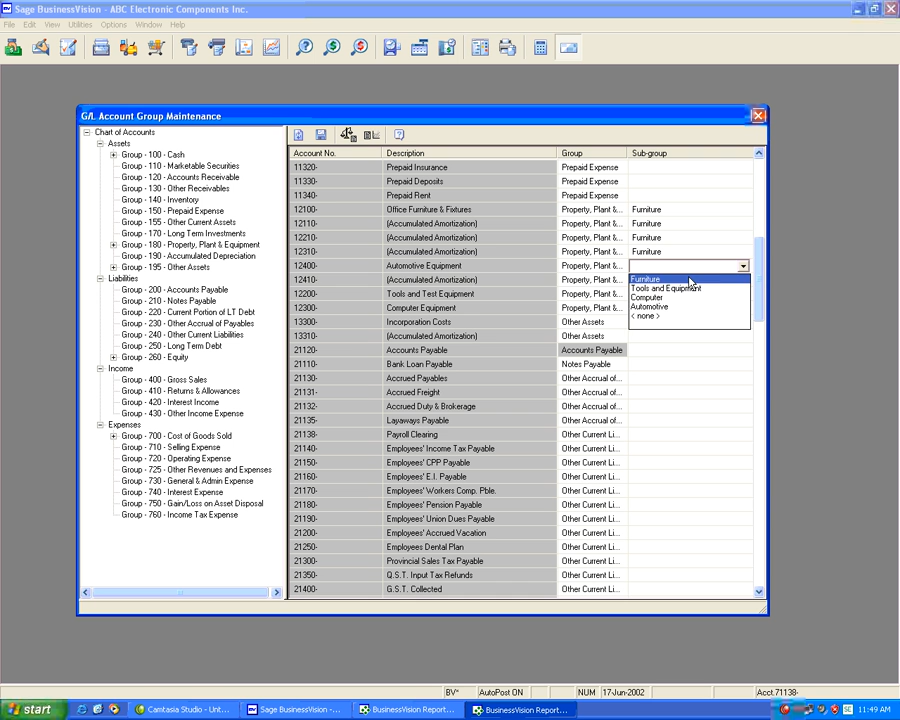 Sage BusinessVision - ABC Electronic Components Inc.
File Edit View Utilities Options Window Help
G/L Account Group Maintenance
Chart of Accounts
Assets
Group - 100 - Cash
Group - 110 - Marketable Securities
Group - 120 - Accounts Receivable
Group - 130 - Other Receivables
Group - 140 - Inventory
Group - 150 - Prepaid Expense
Group - 155 - Other Current Assets
Group - 170 - Long Term Investments
Group - 180 - Property, Plant & Equipment
Group - 190 - Accumulated Depreciation
Group - 195 - Other Assets
Liabilities
Group - 200 - Accounts Payable
Group - 210 - Notes Payable
Group - 220 - Current Portion of LT Debt
Group - 230 - Other Accrual of Payables
Group - 240 - Other Current Liabilities
Group - 250 - Long Term Debt
Group - 260 - Equity
Income
Group - 400 - Gross Sales
Group - 410 - Returns & Allowances
Group - 420 - Interest Income
Group - 430 - Other Income Expense
Expenses
Group - 700 - Cost of Goods Sold
Group - 710 - Selling Expense
Group - 720 - Operating Expense
Group - 725 - Other Revenues and Expenses
Group - 730 - General & Admin Expense
Group - 740 - Interest Expense
Group - 750 - Gain/Loss on Asset Disposal
Group - 760 - Income Tax Expense
Account No. Description Group Sub-group
11320- Prepaid Insurance Prepaid Expense
11330- Prepaid Deposits Prepaid Expense
11340- Prepaid Rent Prepaid Expense
12100- Office Furniture & Fixtures Property, Plant &... Furniture
12110- (Accumulated Amortization) Property, Plant &... Furniture
12210- (Accumulated Amortization) Property, Plant &... Furniture
12310- (Accumulated Amortization) Property, Plant &... Furniture
12400- Automotive Equipment Property, Plant &...
12410- (Accumulated Amortization) Property, Plant &... Furniture
12200- Tools and Test Equipment Property, Plant &... Tools and Equipment
12300- Computer Equipment Property, Plant &... Computer
Automotive
13300- Incorporation Costs Other Assets < none >
13310- (Accumulated Amortization) Other Assets
21120- Accounts Payable Accounts Payable
21110- Bank Loan Payable Notes Payable
21130- Accrued Payables Other Accrual of...
21131- Accrued Freight Other Accrual of...
21132- Accrued Duty & Brokerage Other Accrual of...
21135- Layaways Payable Other Accrual of...
21138- Payroll Clearing Other Current Li...
21140- Employees' Income Tax Payable Other Current Li...
21150- Employees' CPP Payable Other Current Li...
21160- Employees' E.I. Payable Other Current Li...
21170- Employees' Workers Comp. Pble. Other Current Li...
21180- Employees' Pension Payable Other Current Li...
21190- Employees' Union Dues Payable Other Current Li...
21200- Employees' Accrued Vacation Other Current Li...
21250- Employees Dental Plan Other Current Li...
21300- Provincial Sales Tax Payable Other Current Li...
21350- Q.S.T. Input Tax Refunds Other Current Li...
21400- G.S.T. Collected Other Current Li...
BV* AutoPost ON NUM 17-Jun-2002 Acct.71138-
start Camtasia Studio - Unt... Sage BusinessVision -... BusinessVision Report... BusinessVision Report... SE 11:49 AM